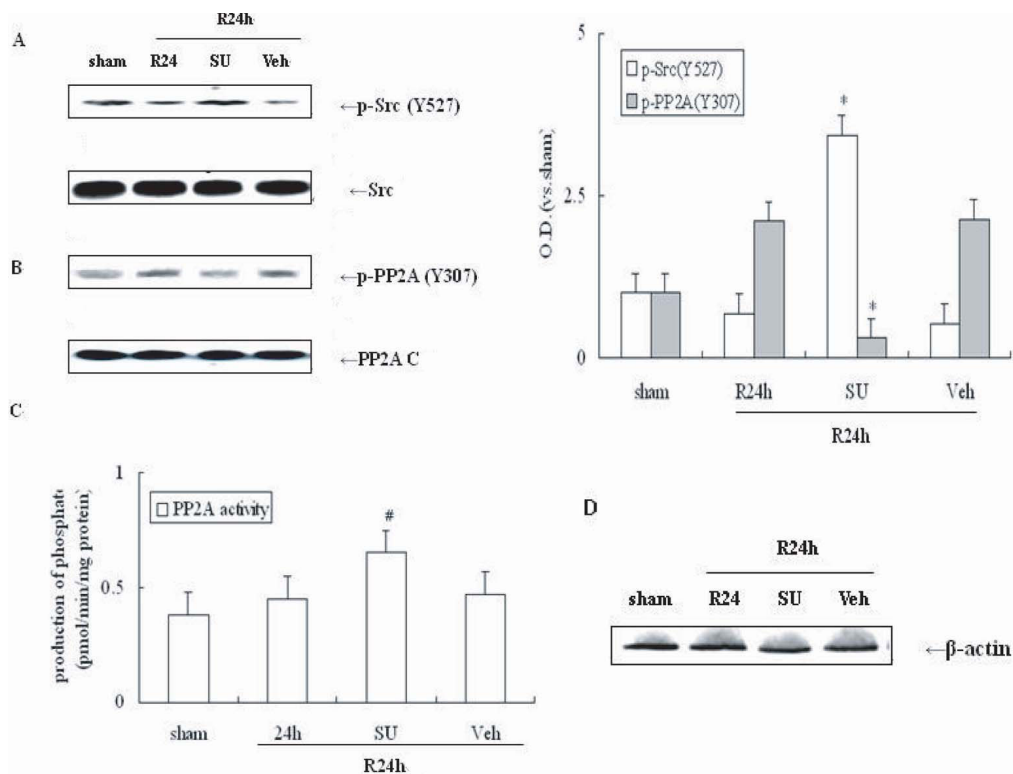 A
R24h
sham R24 SU Veh
←p-Src (Y527)
←Src
B
←p-PP2A (Y307)
←PP2A C
5
2.5
0
O.D.(vs.sham)
p-Src(Y527)
p-PP2A(Y307)
*
*
sham R24h SU Veh
R24h
C
1
0.5
0
production of phosphate
(pmol/min/mg protein)
PP2A activity
#
sham 24h SU Veh
R24h
D
R24h
sham R24 SU Veh
←β-actin